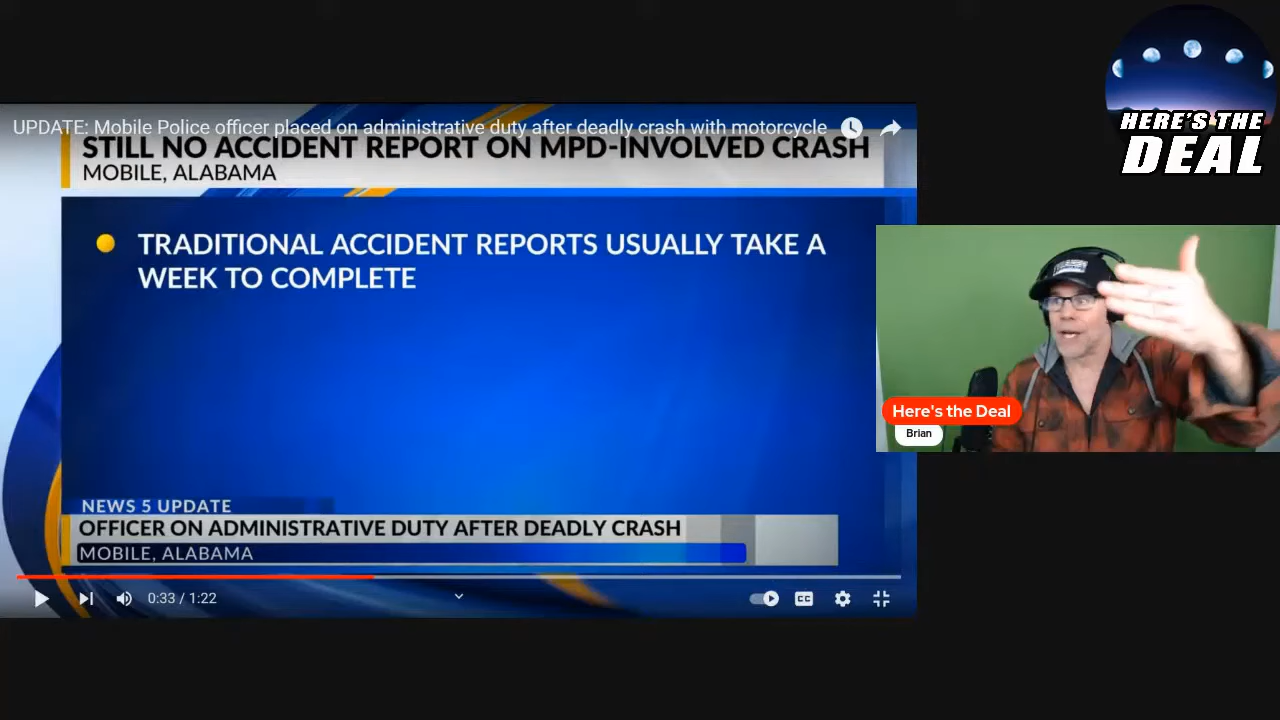 UPDATE: Mobile Police officer placed on administrative duty after deadly crash with motorcycle
STILL NO ACCIDENT REPORT ON MPD-INVOLVED CRASH
MOBILE, ALABAMA
TRADITIONAL ACCIDENT REPORTS USUALLY TAKE A
WEEK TO COMPLETE
NEWS 5 UPDATE
OFFICER ON ADMINISTRATIVE DUTY AFTER DEADLY CRASH
MOBILE, ALABAMA
0:33 / 1:22
CC
HERE'S THE
DEAL
Here's the Deal
Brian